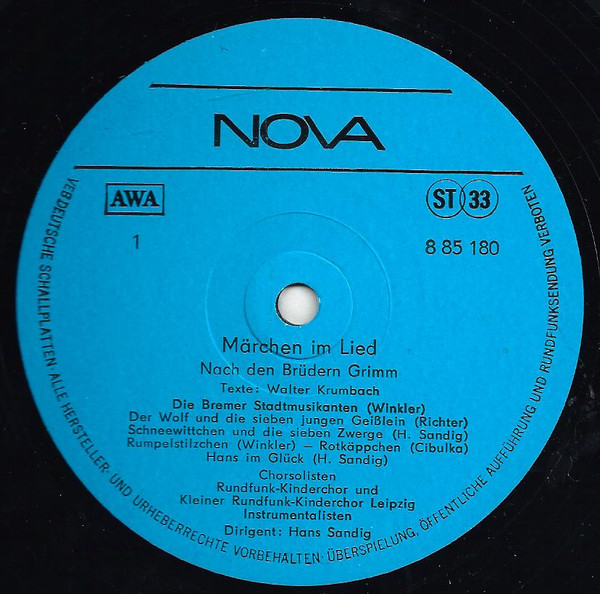 NOVA
AWA
ST 33
1
8 85 180
Märchen im Lied
Nach den Brüdern Grimm
Texte: Walter Krumbach
Die Bremer Stadtmusikanten (Winkler)
Der Wolf und die sieben jungen Geißlein (Richter)
Schneewittchen und die sieben Zwerge (H. Sandig)
Rumpelstilzchen (Winkler) – Rotkäppchen (Cibulka)
Hans im Glück (H. Sandig)
Chorsolisten
Rundfunk-Kinderchor und
Kleiner Rundfunk-Kinderchor Leipzig
Instrumentalisten
Dirigent: Hans Sandig
VEB DEUTSCHE SCHALLPLATTEN · ALLE HERSTELLER- UND URHEBERRECHTE VORBEHALTEN · ÜBERSPIELUNG, ÖFFENTLICHE AUFFÜHRUNG UND RUNDFUNKSENDUNG VERBOTEN